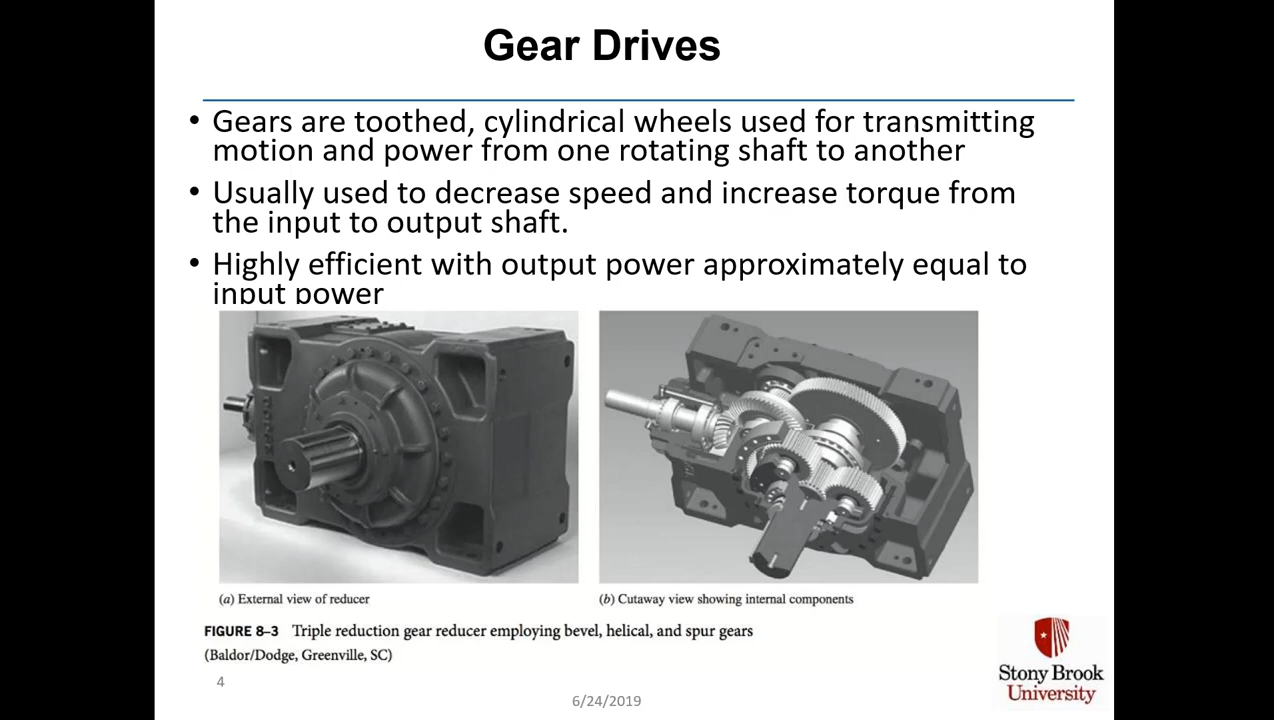 Gear Drives
• Gears are toothed, cylindrical wheels used for transmitting
motion and power from one rotating shaft to another
• Usually used to decrease speed and increase torque from
the input to output shaft.
• Highly efficient with output power approximately equal to
input power
(a) External view of reducer
(b) Cutaway view showing internal components
FIGURE 8–3 Triple reduction gear reducer employing bevel, helical, and spur gears
(Baldor/Dodge, Greenville, SC)
4
6/24/2019
Stony Brook
University